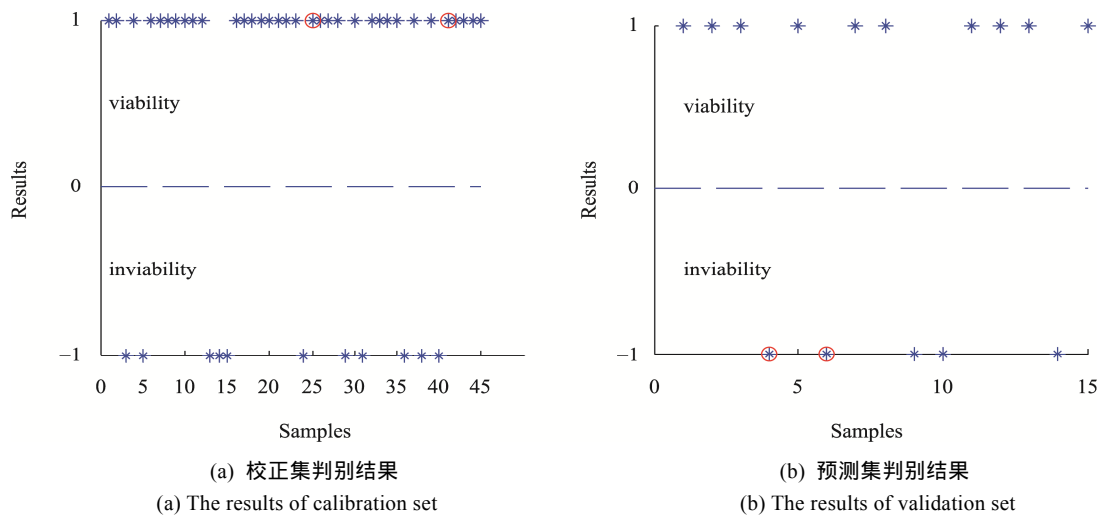 1
viability
0
Results
inviability
−1
0 5 10 15 20 25 30 35 40 45
Samples
(a) 校正集判别结果
(a) The results of calibration set
1
viability
0
Results
inviability
−1
0 5 10 15
Samples
(b) 预测集判别结果
(b) The results of validation set